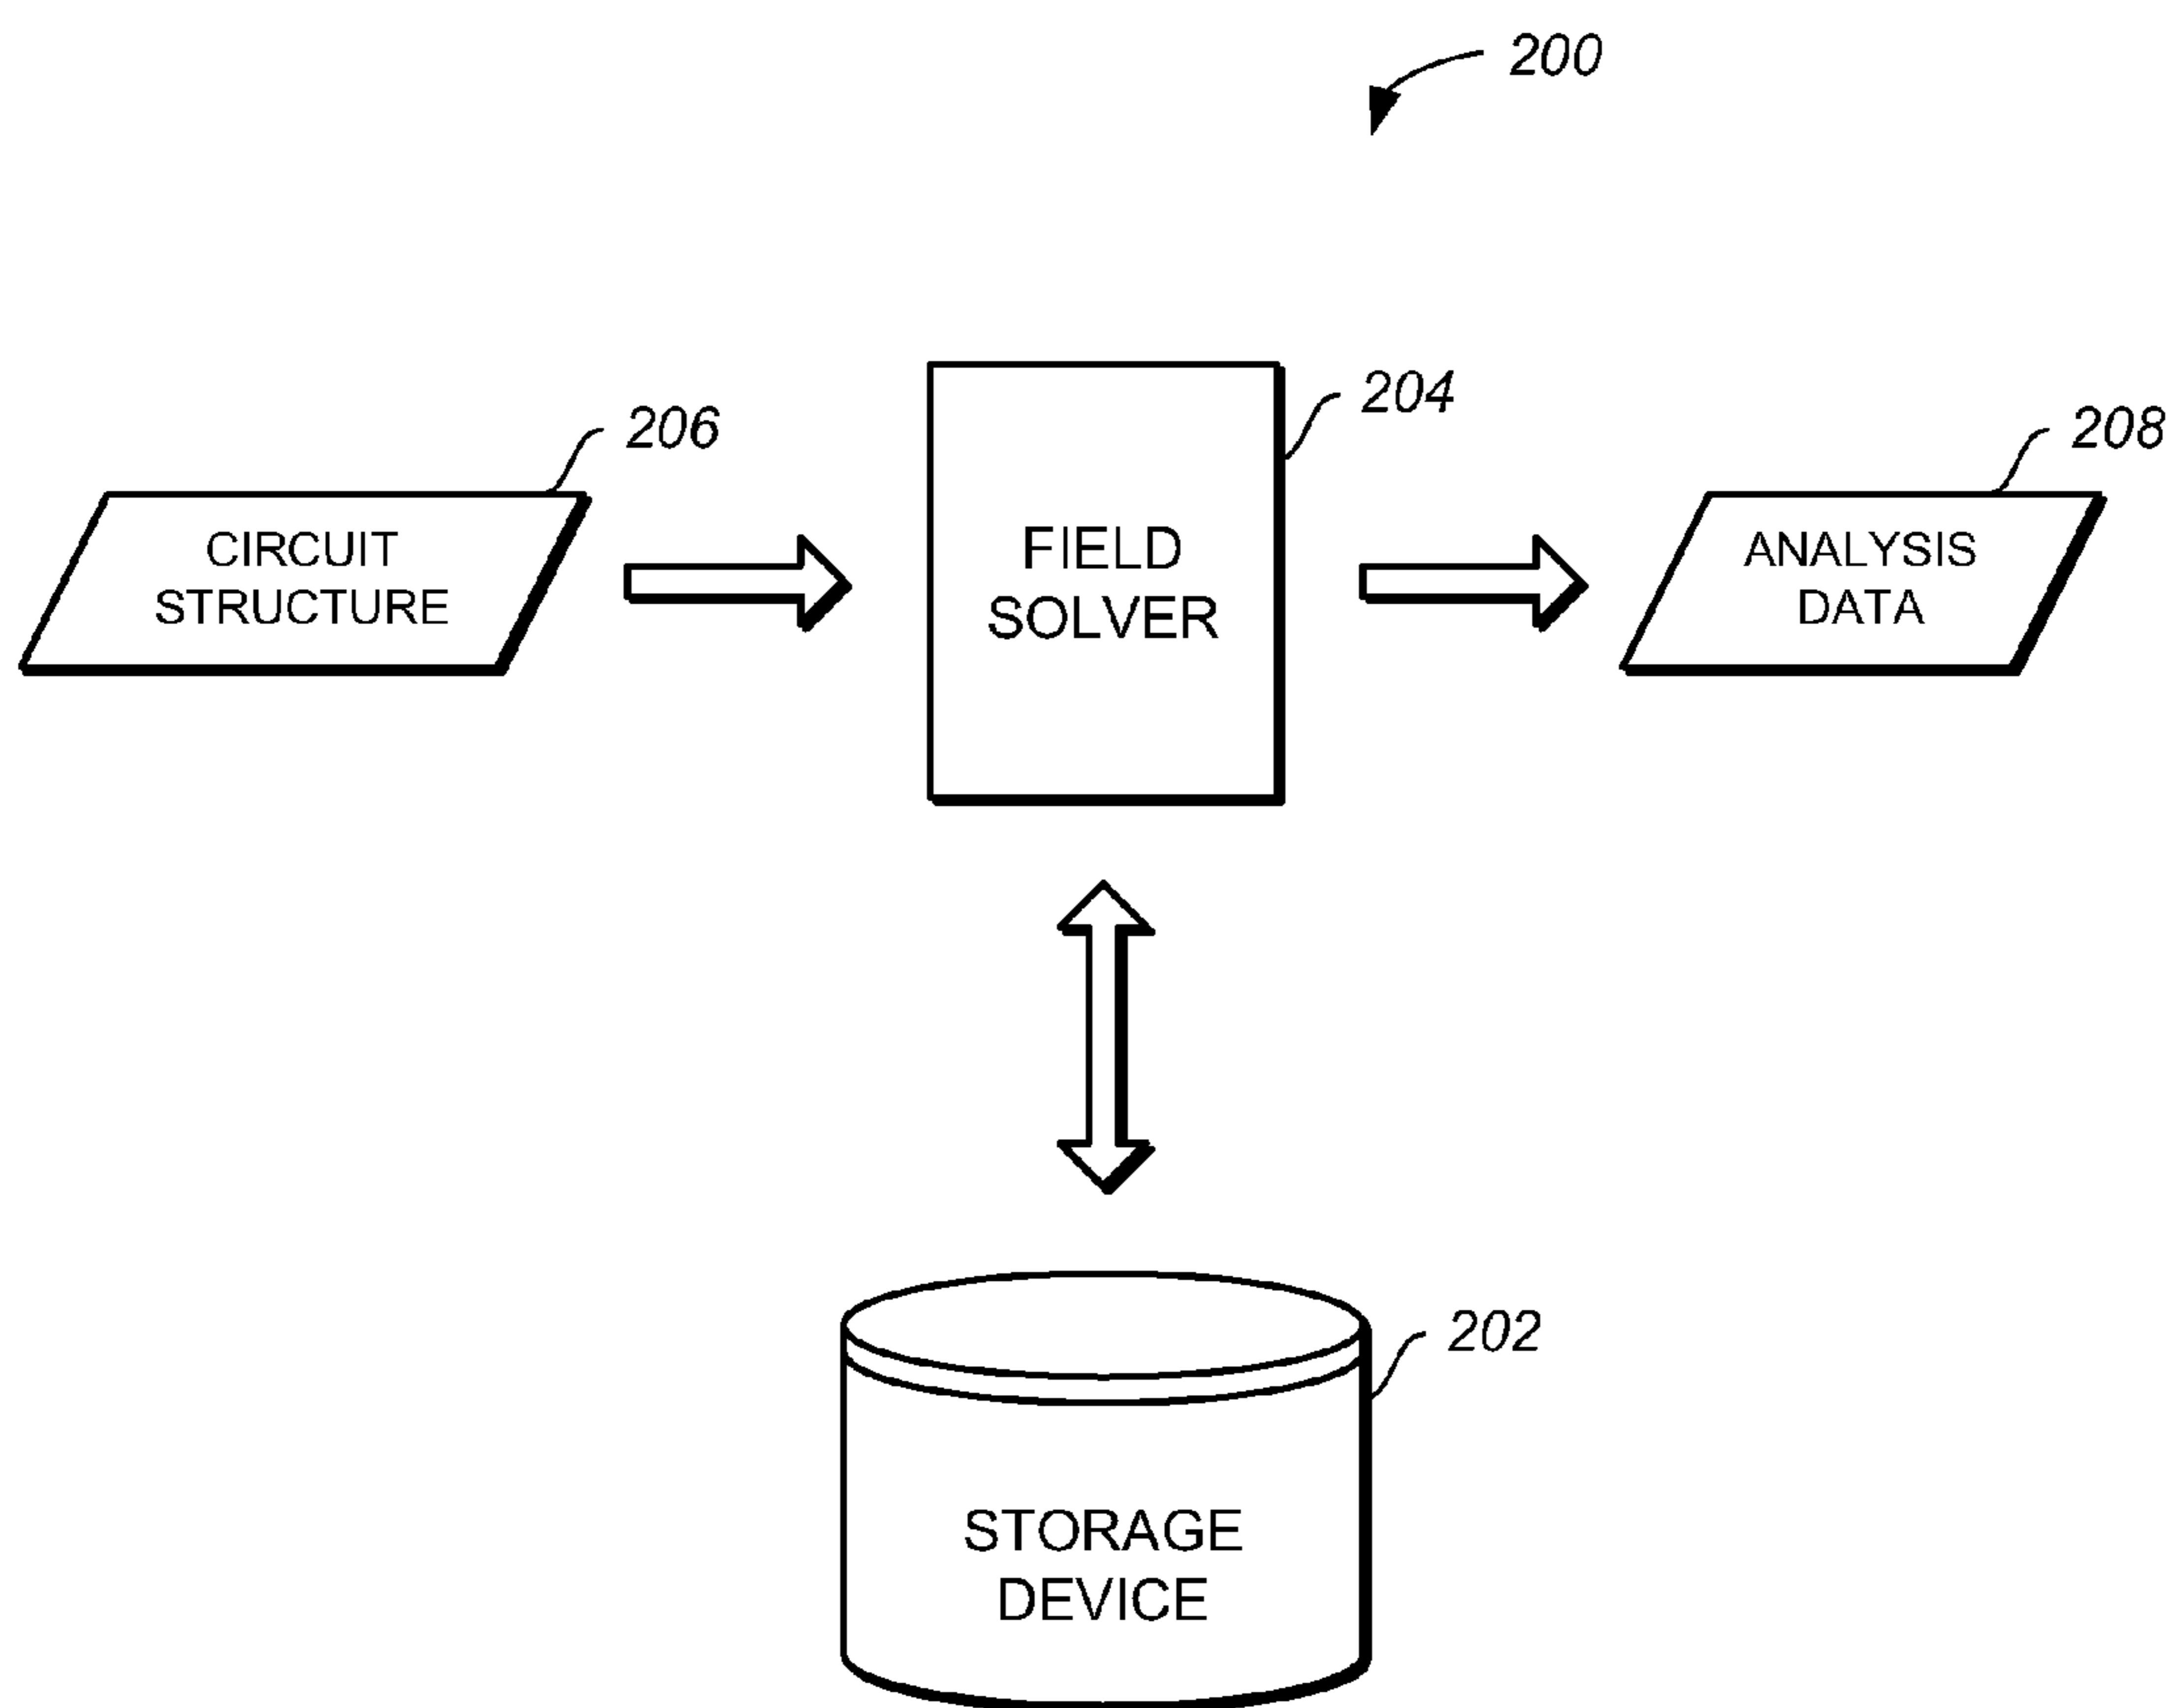 200
204
206
208
CIRCUIT
STRUCTURE
FIELD
SOLVER
ANALYSIS
DATA
202
STORAGE
DEVICE